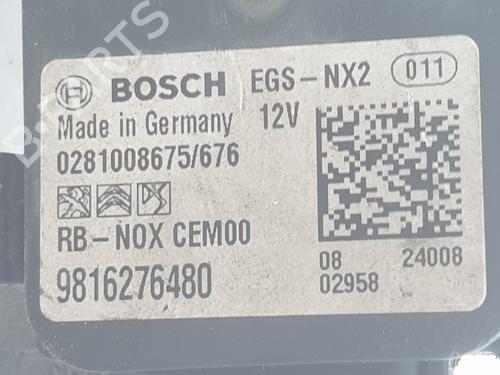 BOSCH EGS-NX2 011
Made in Germany 12V
0281008675/676
RB-NOX CEM00
9816276480
08 24008
02958